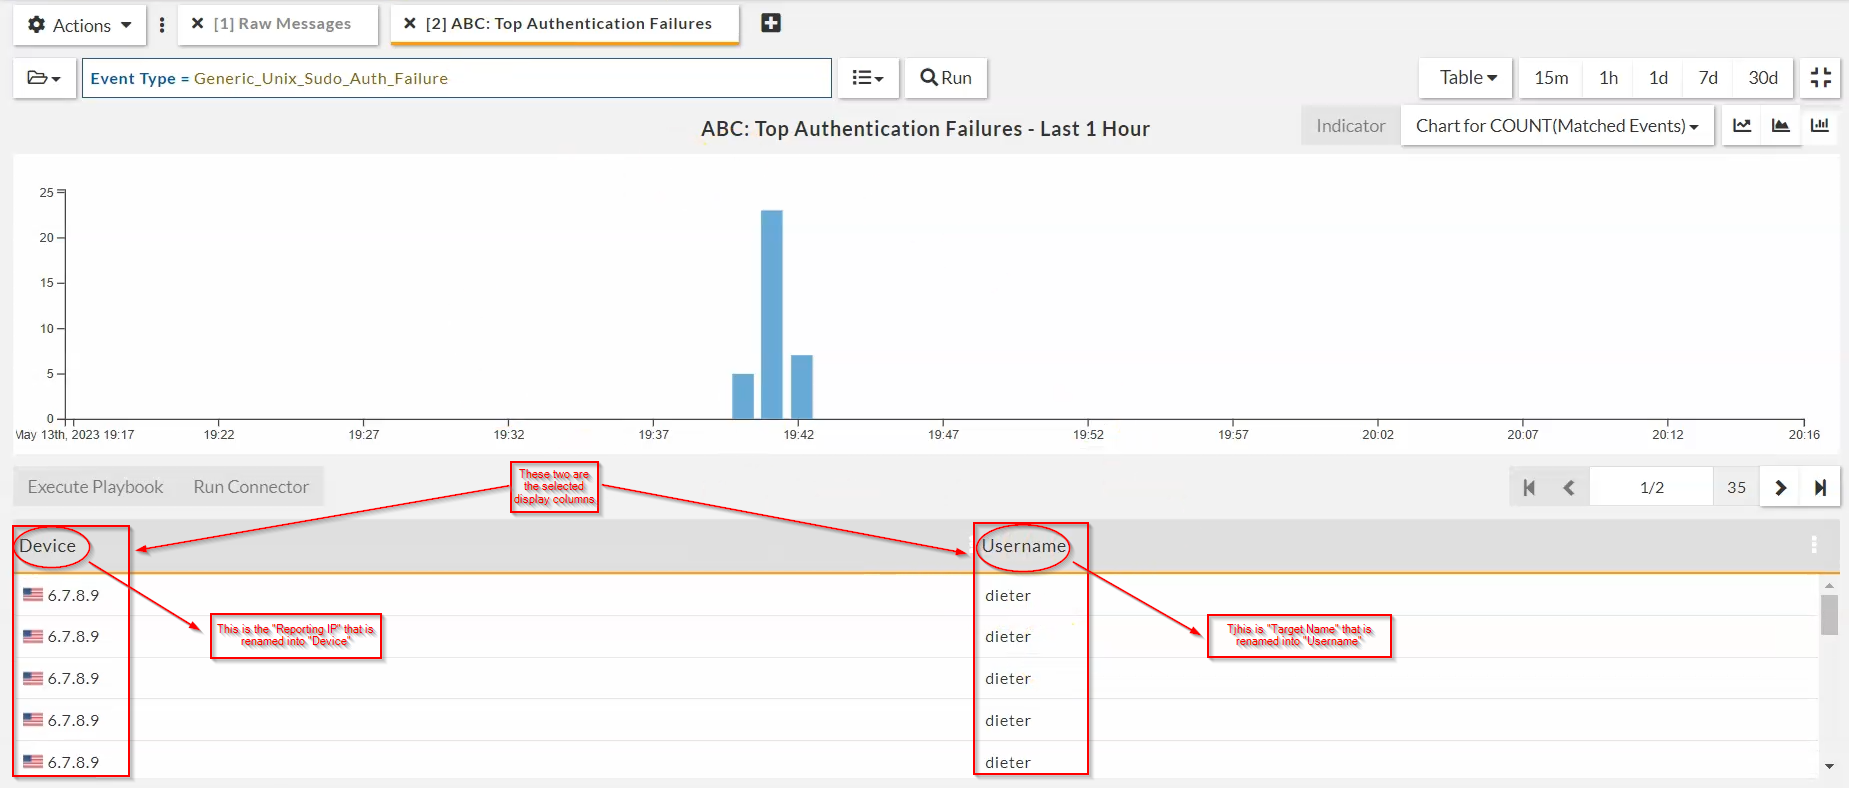 Actions
[1] Raw Messages
[2] ABC: Top Authentication Failures
Event Type = Generic_Unix_Sudo_Auth_Failure
Run
Table
15m
1h
1d
7d
30d
ABC: Top Authentication Failures - Last 1 Hour
Indicator
Chart for COUNT(Matched Events)
25
20
15
10
5
0
May 13th, 2023 19:17
19:22
19:27
19:32
19:37
19:42
19:47
19:52
19:57
20:02
20:07
20:12
20:16
Execute Playbook
Run Connector
These two are
the selected
display columns
1/2
35
Device
Username
6.7.8.9
dieter
This is the "Reporting IP" that is
renamed into "Device"
Tjhis is "Target Name" that is
renamed into "Username"
6.7.8.9
dieter
6.7.8.9
dieter
6.7.8.9
dieter
6.7.8.9
dieter